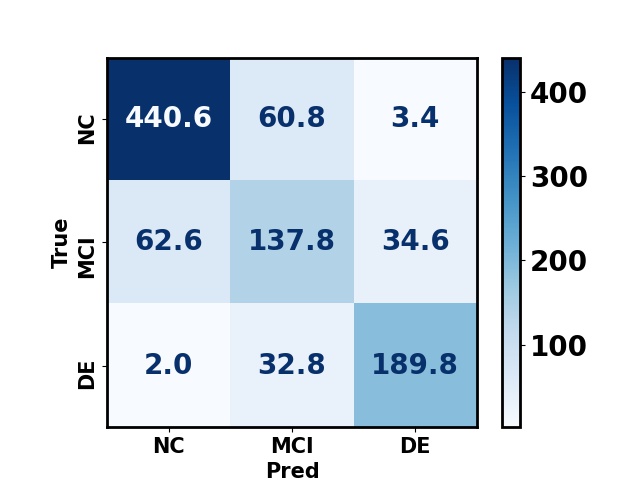 NC
440.6 60.8 3.4
True
MCI
62.6 137.8 34.6
DE
2.0 32.8 189.8
NC MCI DE
Pred
400
300
200
100